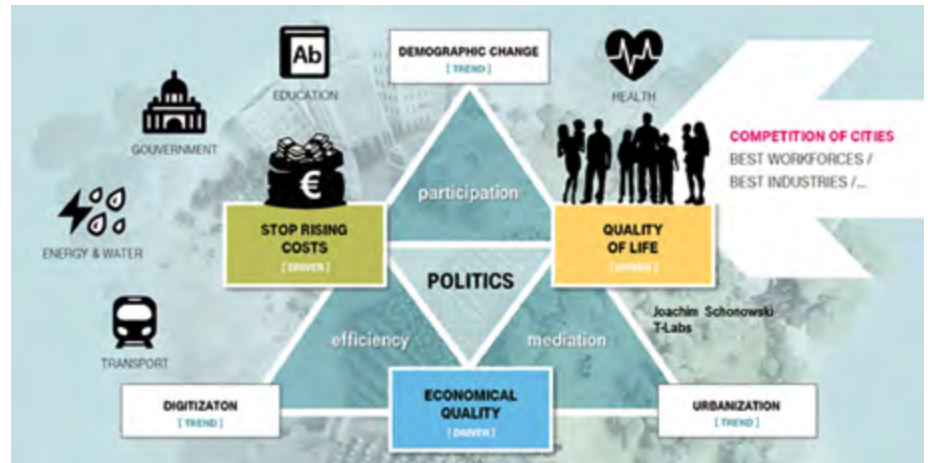 DEMOGRAPHIC CHANGE
[ TREND ]
Ab
EDUCATION
HEALTH
GOUVERNMENT
COMPETITION OF CITIES
BEST WORKFORCES /
BEST INDUSTRIES /...
€
participation
STOP RISING
COSTS
[ DRIVER ]
QUALITY
OF LIFE
[ DRIVER ]
ENERGY & WATER
POLITICS
Joachim Schonowski
T-Labs
efficiency
mediation
TRANSPORT
DIGITIZATON
[ TREND ]
ECONOMICAL
QUALITY
[ DRIVER ]
URBANIZATION
[ TREND ]